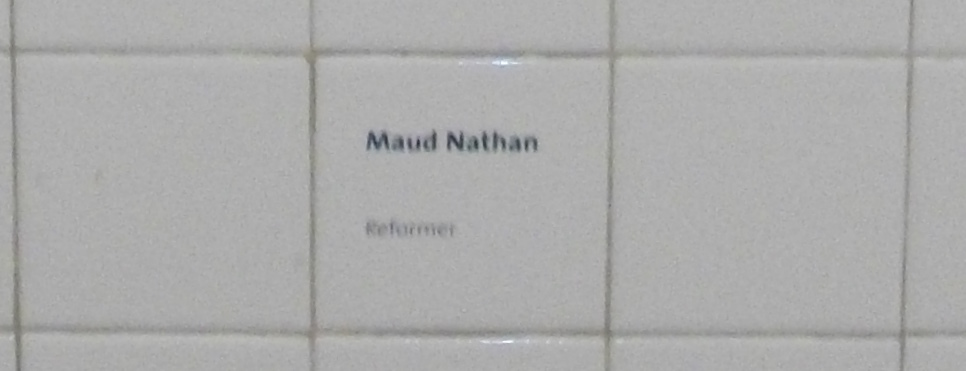 Maud Nathan
Reformer